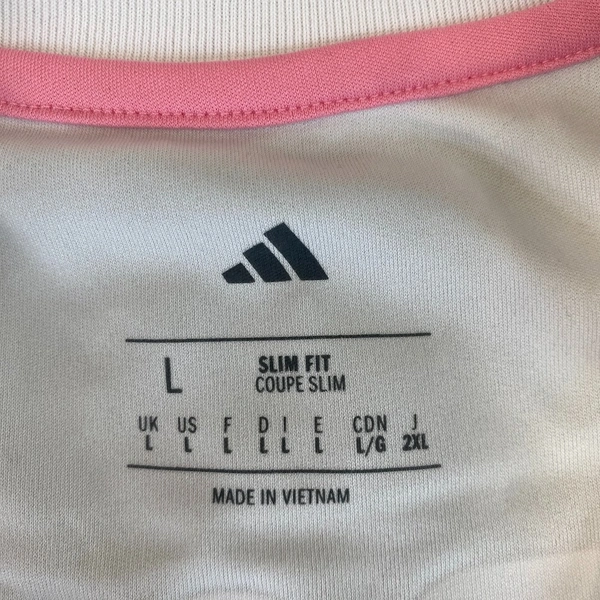 L
SLIM FIT
COUPE SLIM
UK US F D I E CDN J
L L L L L L L/G 2XL
MADE IN VIETNAM